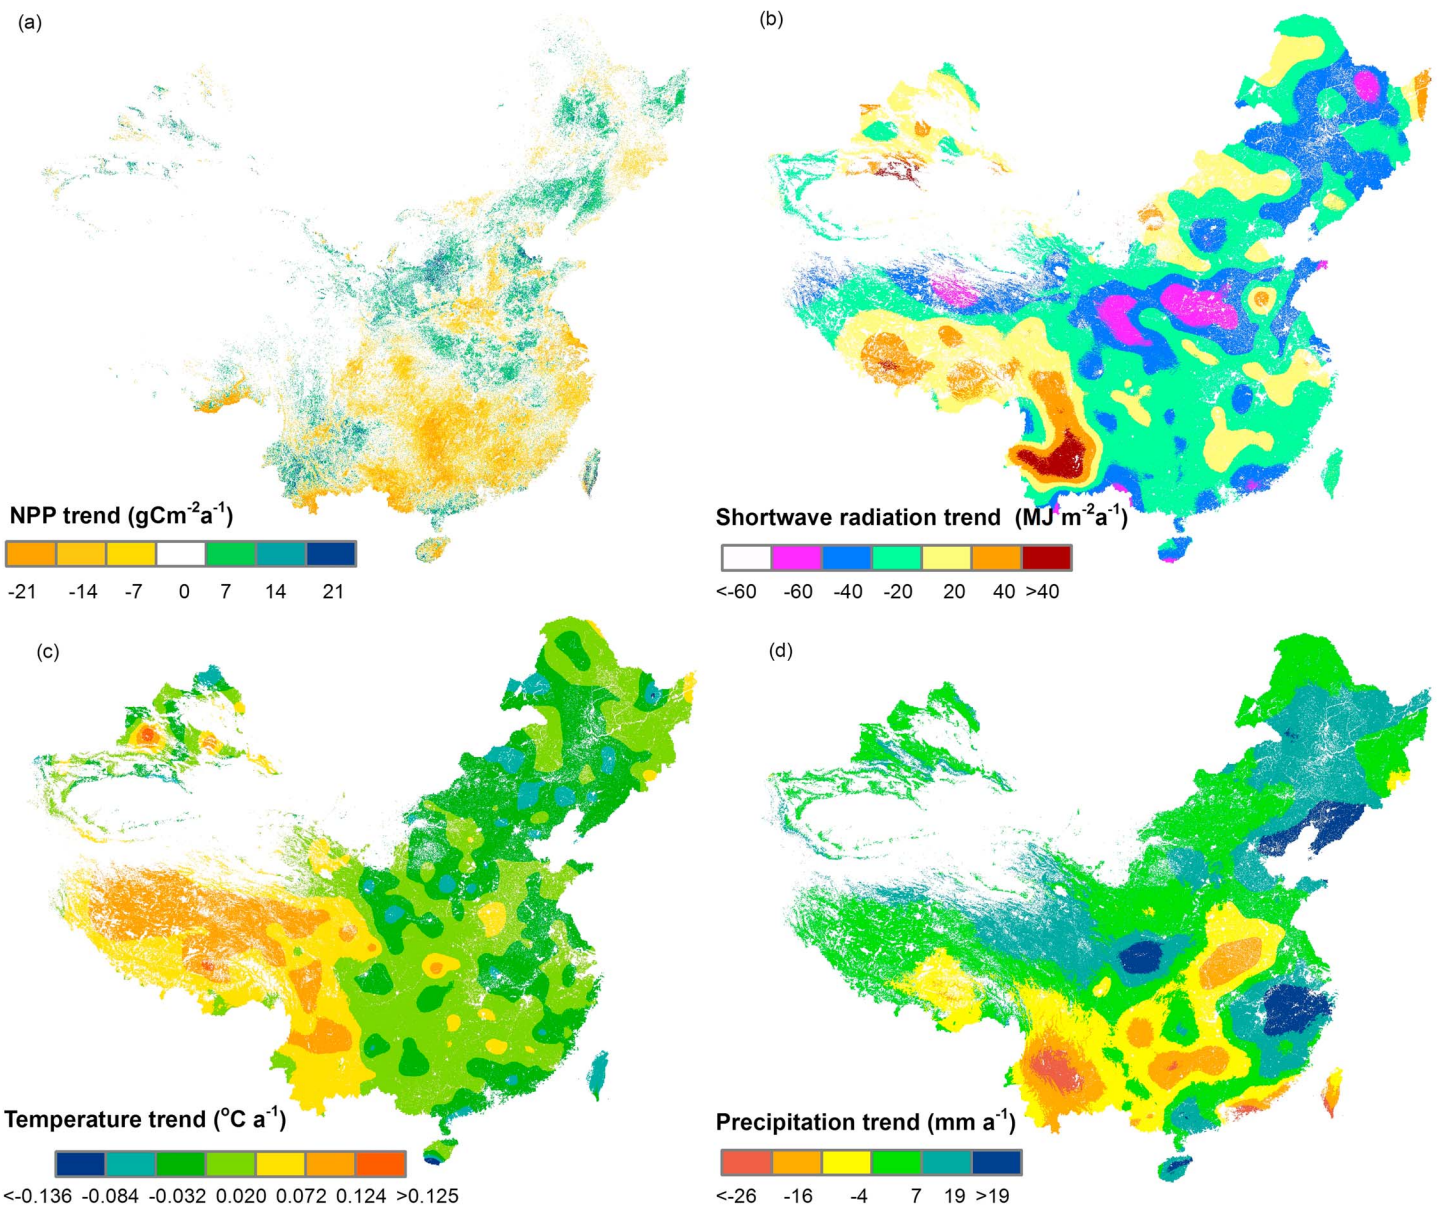 (a)
(b)
NPP trend (gCm⁻²a⁻¹)
-21 -14 -7 0 7 14 21
Shortwave radiation trend (MJ m⁻²a⁻¹)
<-60 -60 -40 -20 20 40 >40
(c)
(d)
Temperature trend (°C a⁻¹)
<-0.136 -0.084 -0.032 0.020 0.072 0.124 >0.125
Precipitation trend (mm a⁻¹)
<-26 -16 -4 7 19 >19